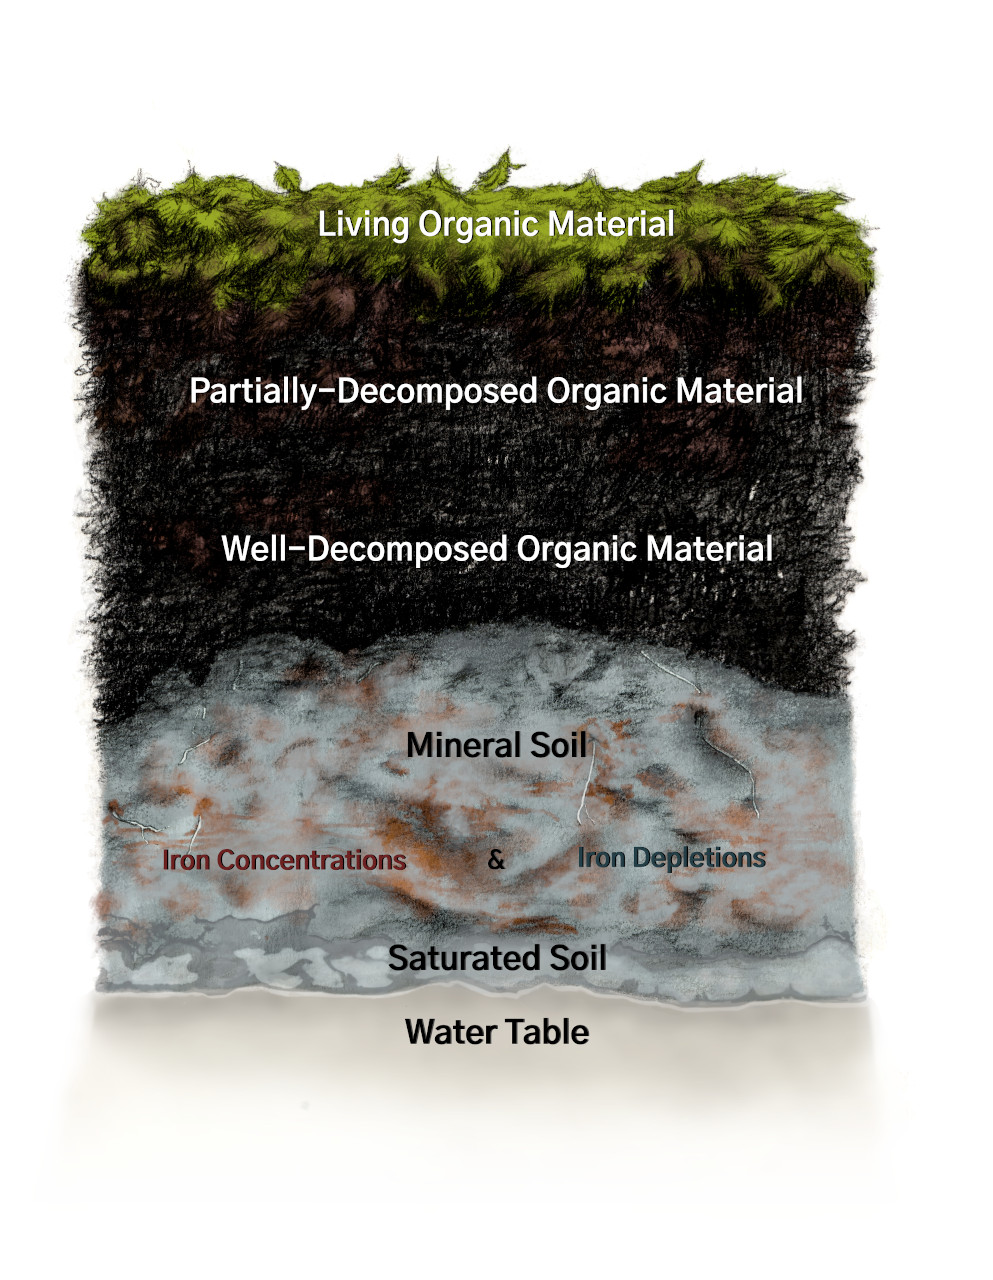 Living Organic Material
Partially-Decomposed Organic Material
Well-Decomposed Organic Material
Mineral Soil
Iron Concentrations & Iron Depletions
Saturated Soil
Water Table